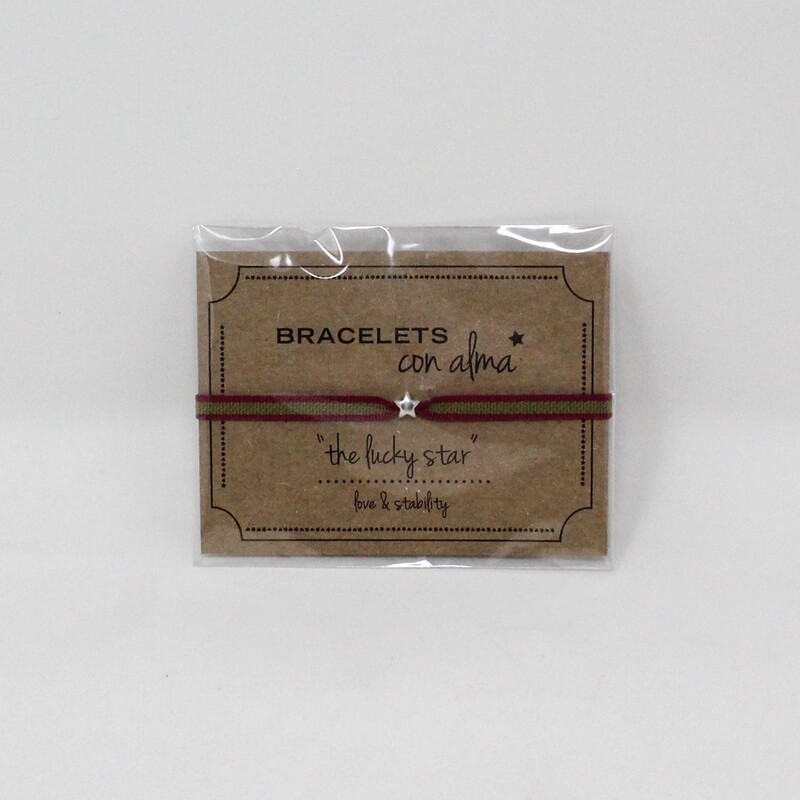 BRACELETS
con alma
"the lucky star"
love & stability